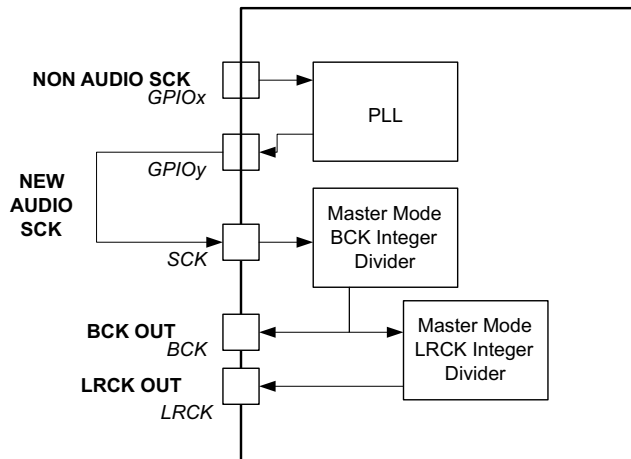 NON AUDIO SCK
GPIOx
PLL
GPIOy
NEW
AUDIO
SCK
SCK
Master Mode
BCK Integer
Divider
BCK OUT
BCK
Master Mode
LRCK Integer
Divider
LRCK OUT
LRCK